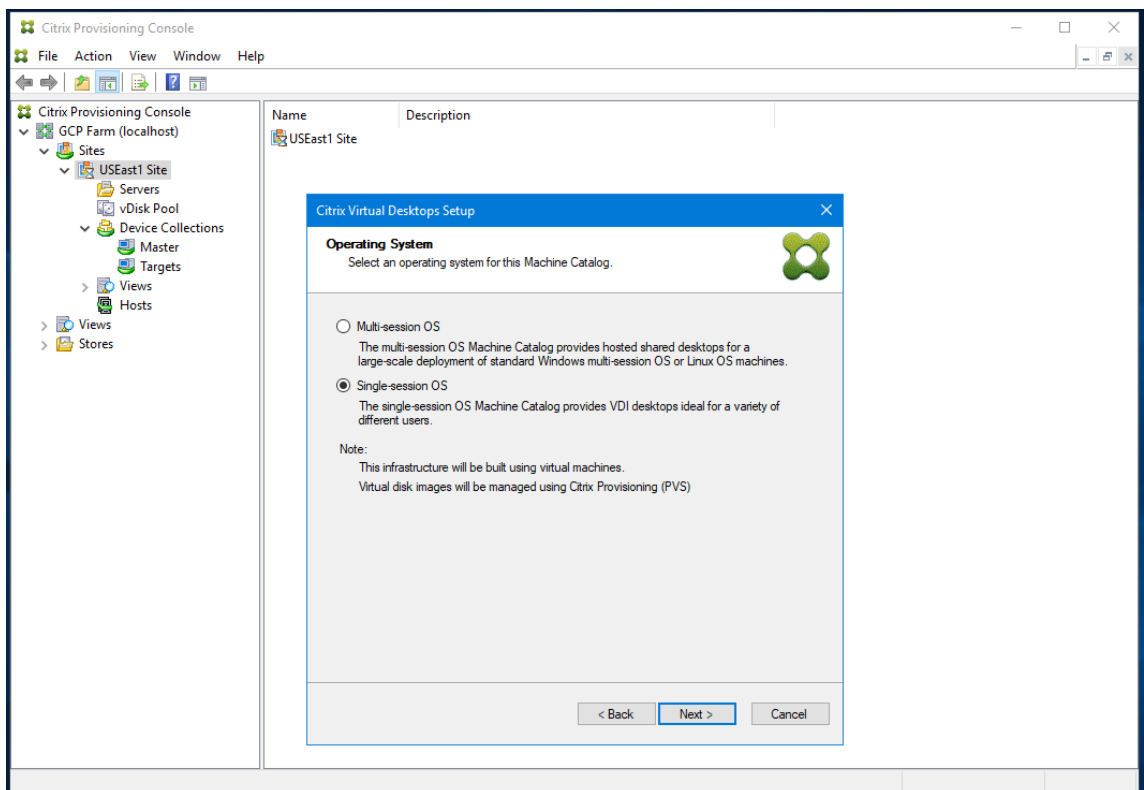 Citrix Provisioning Console
File Action View Window Help
Citrix Provisioning Console
GCP Farm (localhost)
Sites
USEast1 Site
Servers
vDisk Pool
Device Collections
Master
Targets
Views
Hosts
Views
Stores
Name Description
USEast1 Site
Citrix Virtual Desktops Setup
Operating System
Select an operating system for this Machine Catalog.
Multi-session OS
The multi-session OS Machine Catalog provides hosted shared desktops for a
large-scale deployment of standard Windows multi-session OS or Linux OS machines.
Single-session OS
The single-session OS Machine Catalog provides VDI desktops ideal for a variety of
different users.
Note:
This infrastructure will be built using virtual machines.
Virtual disk images will be managed using Citrix Provisioning (PVS)
< Back Next > Cancel